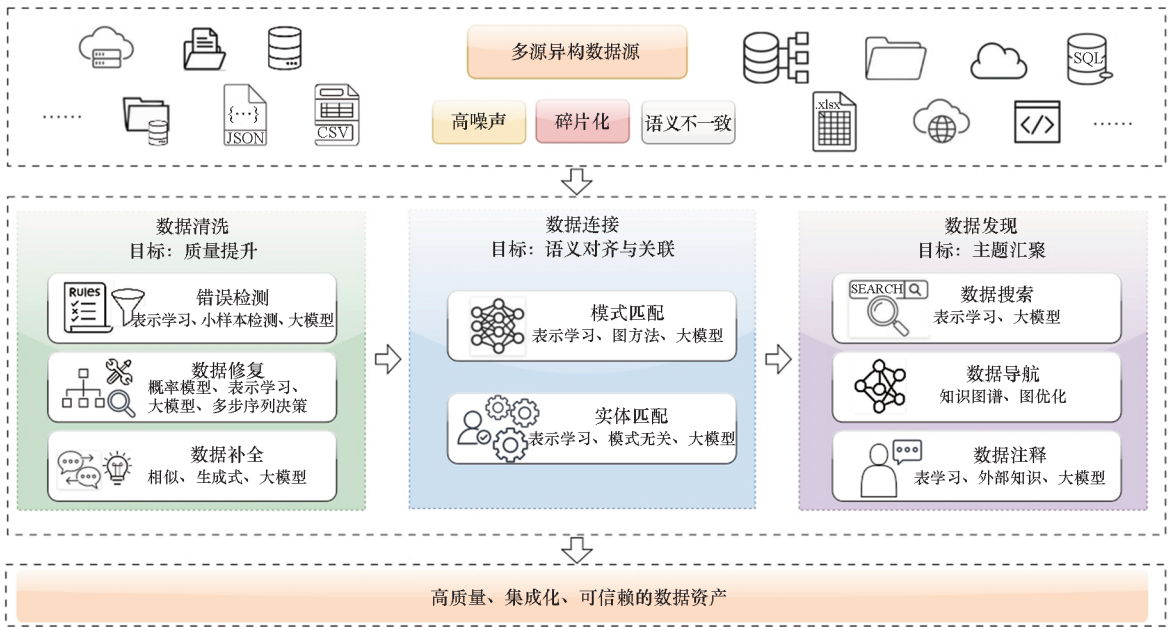 多源异构数据源
SQL
……
{…}
JSON
CSV
高噪声
碎片化
语义不一致
.xlsx
</>
……
数据清洗
目标：质量提升
Rules
错误检测
表示学习、小样本检测、大模型
数据修复
概率模型、表示学习、
大模型、多步序列决策
数据补全
相似、生成式、大模型
数据连接
目标：语义对齐与关联
模式匹配
表示学习、图方法、大模型
实体匹配
表示学习、模式无关、大模型
数据发现
目标：主题汇聚
SEARCH
数据搜索
表示学习、大模型
数据导航
知识图谱、图优化
数据注释
表学习、外部知识、大模型
高质量、集成化、可信赖的数据资产